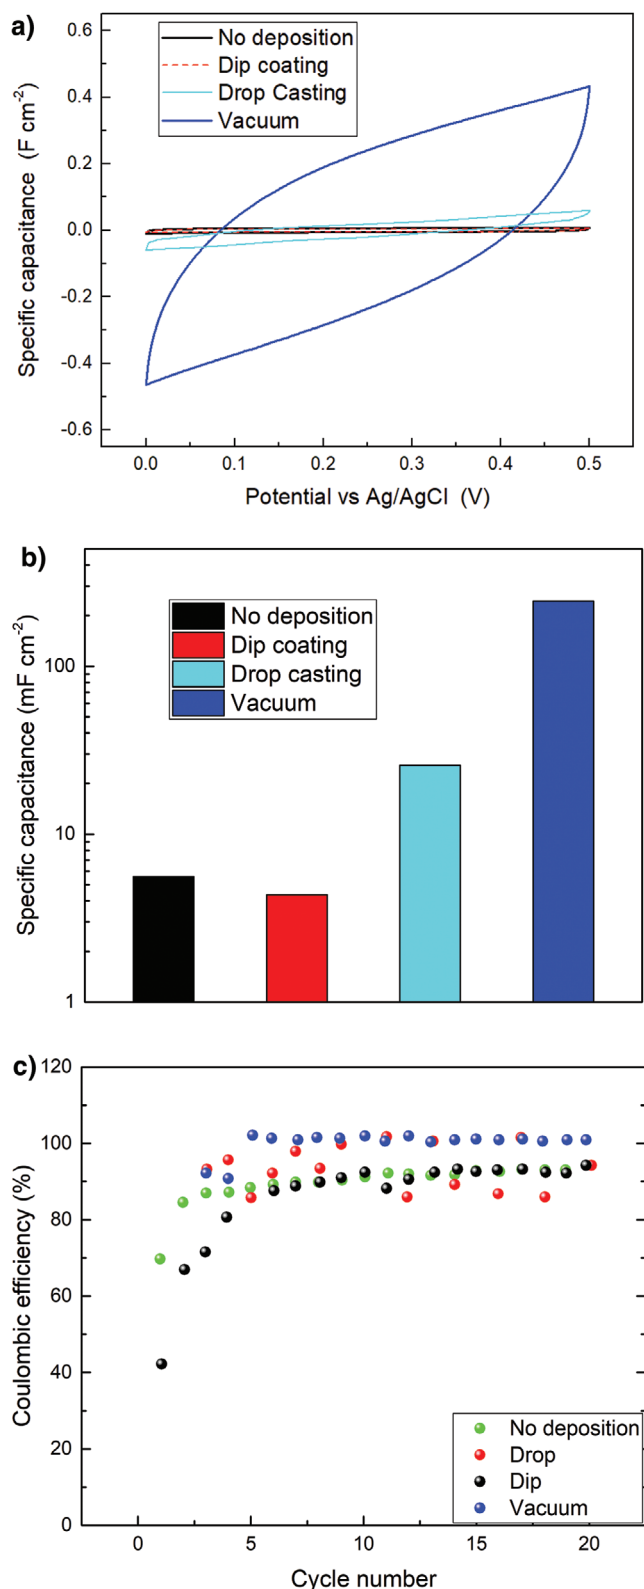 a)
No deposition
Dip coating
Drop Casting
Vacuum
Specific capacitance (F cm-2)
0.6
0.4
0.2
0.0
-0.2
-0.4
-0.6
0.0 0.1 0.2 0.3 0.4 0.5
Potential vs Ag/AgCl (V)
b)
No deposition
Dip coating
Drop casting
Vacuum
Specific capacitance (mF cm-2)
100
10
1
c)
Coulombic efficiency (%)
120
100
80
60
40
20
0
No deposition
Drop
Dip
Vacuum
0 5 10 15 20
Cycle number